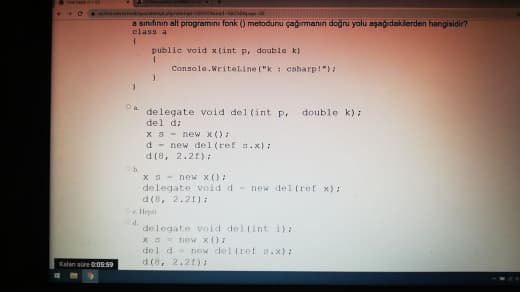 a sınıfının alt programını fonk () metodunu çağırmanın doğru yolu aşağıdakilerden hangisidir?
class a
{
public void x(int p, double k)
{
Console.WriteLine("k : csharp!");
}
}
a.
delegate void del(int p, double k);
del d;
x s = new x();
d = new del(ref s.x);
d(8, 2.2f);
b.
x s = new x();
delegate void d = new del(ref x);
d(8, 2.2f);
c. Hepsi
d.
delegate void del(int i);
x s = new x();
del d = new del(ref s.x);
d(8, 2.2f);
Kalan süre 0:05:59